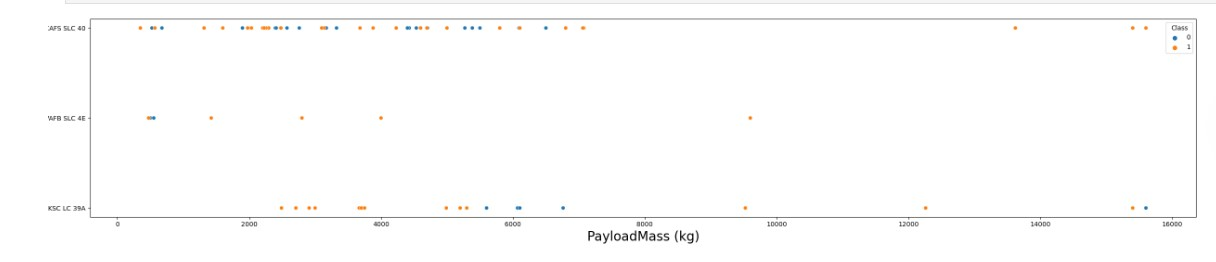 CAFS SLC 40
VAFB SLC 4E
KSC LC 39A
0 2000 4000 6000 8000 10000 12000 14000 16000
PayloadMass (kg)
Class
0
1